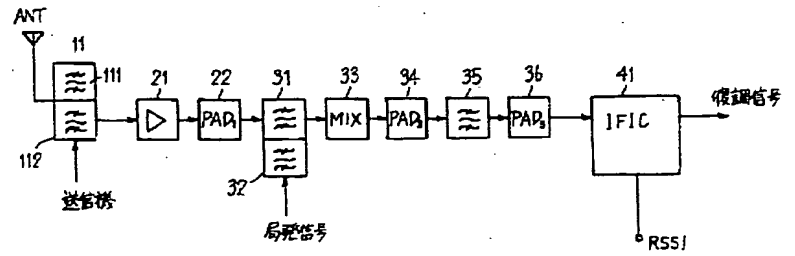 ANT
11
111
112
送信機
21
22
PAD₁
31
32
局発信号
33
MIX
34
PAD₂
35
36
PAD₃
41
IFIC
復調信号
RSSI